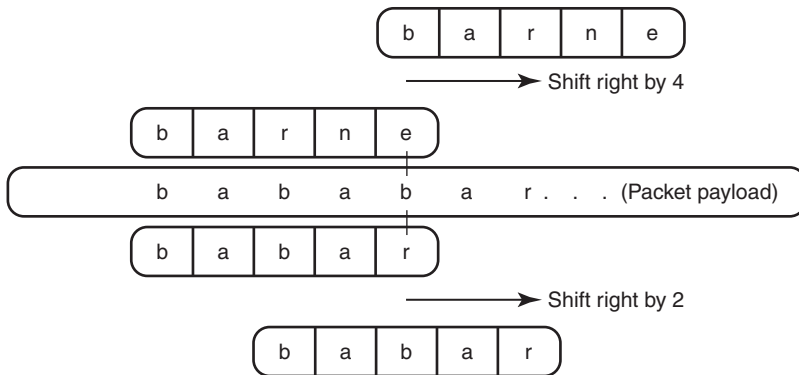 b a r n e
Shift right by 4
b a r n e
b a b a b a r . . . (Packet payload)
b a b a r
Shift right by 2
b a b a r